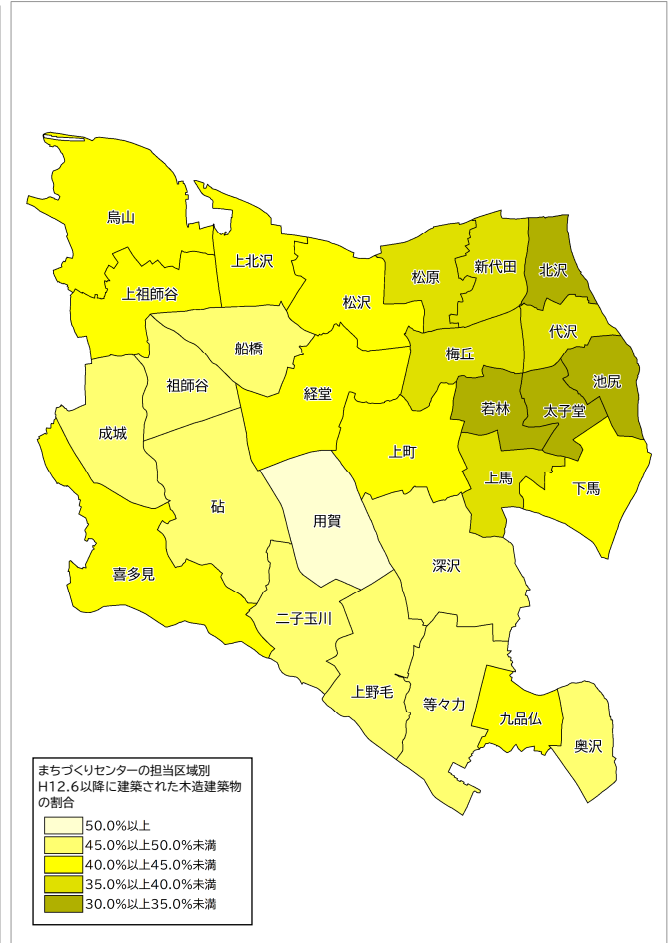 烏山
上北沢
上祖師谷
松沢
松原
新代田
北沢
船橋
梅丘
代沢
祖師谷
経堂
池尻
若林
太子堂
成城
上町
上馬
下馬
砧
用賀
喜多見
深沢
二子玉川
上野毛
等々力
九品仏
奥沢
まちづくりセンターの担当区域別
H12.6以降に建築された木造建築物
の割合
50.0%以上
45.0%以上50.0%未満
40.0%以上45.0%未満
35.0%以上40.0%未満
30.0%以上35.0%未満